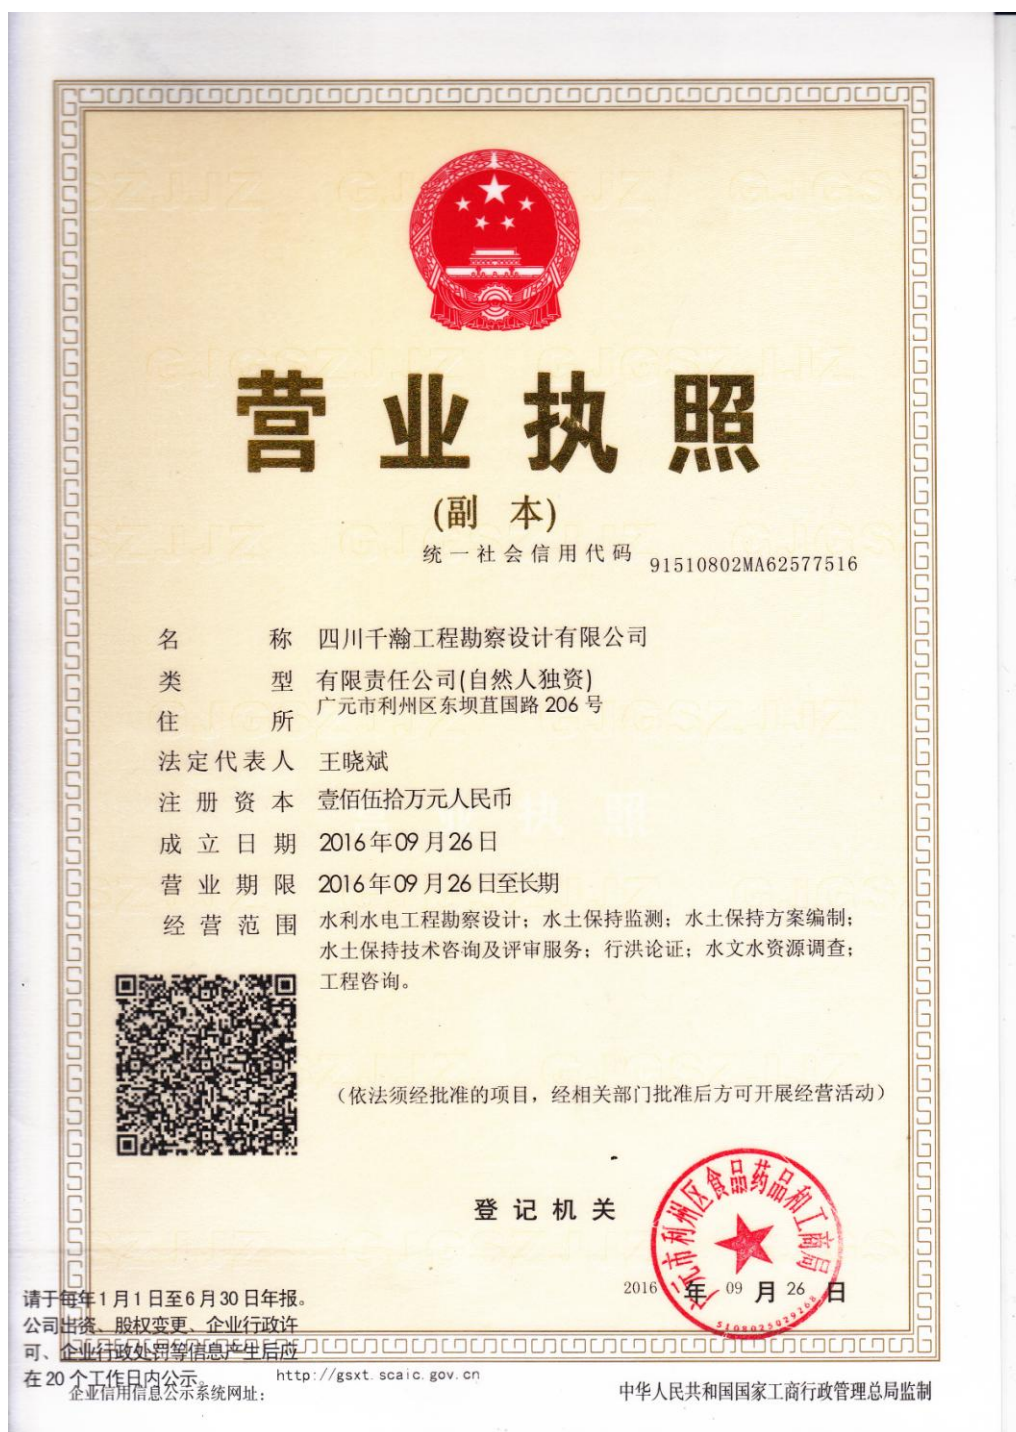 营业执照
(副 本)
统一社会信用代码 91510802MA62577516
名称 四川千瀚工程勘察设计有限公司
类型 有限责任公司(自然人独资)
住所 广元市利州区东坝苴国路 206 号
法定代表人 王晓斌
注册资本 壹佰伍拾万元人民币
成立日期 2016年09月26日
营业期限 2016年09月26日至长期
经营范围 水利水电工程勘察设计；水土保持监测；水土保持方案编制；
水土保持技术咨询及评审服务；行洪论证；水文水资源调查；
工程咨询。
（依法须经批准的项目，经相关部门批准后方可开展经营活动）
登记机关
广元市利州区食品药品和工商局
5108025029268
2016 年 09 月 26 日
请于每年1月1日至6月30日年报。
公司出资、股权变更、企业行政许
可、企业行政处罚等信息产生后应
在20个工作日内公示。
企业信用信息公示系统网址： http://gsxt.scaic.gov.cn
中华人民共和国国家工商行政管理总局监制